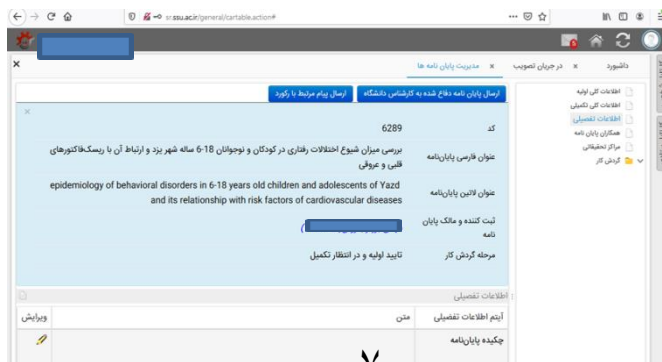 sr.ssu.ac.ir/general/cartable.action#
داشبورد
در جریان تصویب
مدیریت پایان نامه ها
اطلاعات کلی اولیه
اطلاعات کلی تکمیلی
اطلاعات تفصیلی
همکاران پایان نامه
مراکز تحقیقاتی
گردش کار
ارسال پایان نامه دفاع شده به کارشناس دانشگاه
ارسال پیام مرتبط با رکورد
کد 6289
عنوان فارسی پایان‌نامه
بررسی میزان شیوع اختلالات رفتاری در کودکان و نوجوانان 18-6 ساله شهر یزد و ارتباط آن با ریسک‌فاکتورهای
قلبی و عروقی
عنوان لاتین پایان‌نامه
epidemiology of behavioral disorders in 6-18 years old children and adolescents of Yazd
and its relationship with risk factors of cardiovascular diseases
ثبت کننده و مالک پایان
نامه
مرحله گردش کار تایید اولیه و در انتظار تکمیل
اطلاعات تفصیلی
آیتم اطلاعات تفضیلی متن ویرایش
چکیده پایان‌نامه